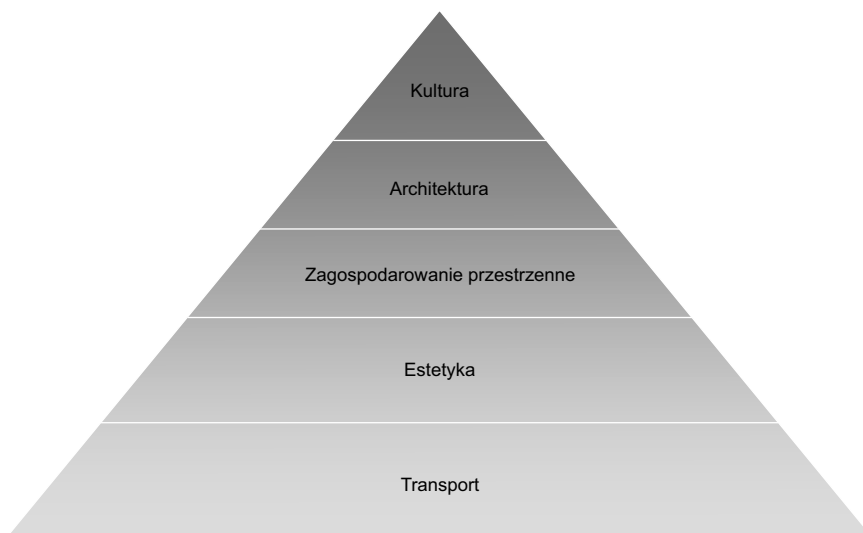 Kultura
Architektura
Zagospodarowanie przestrzenne
Estetyka
Transport